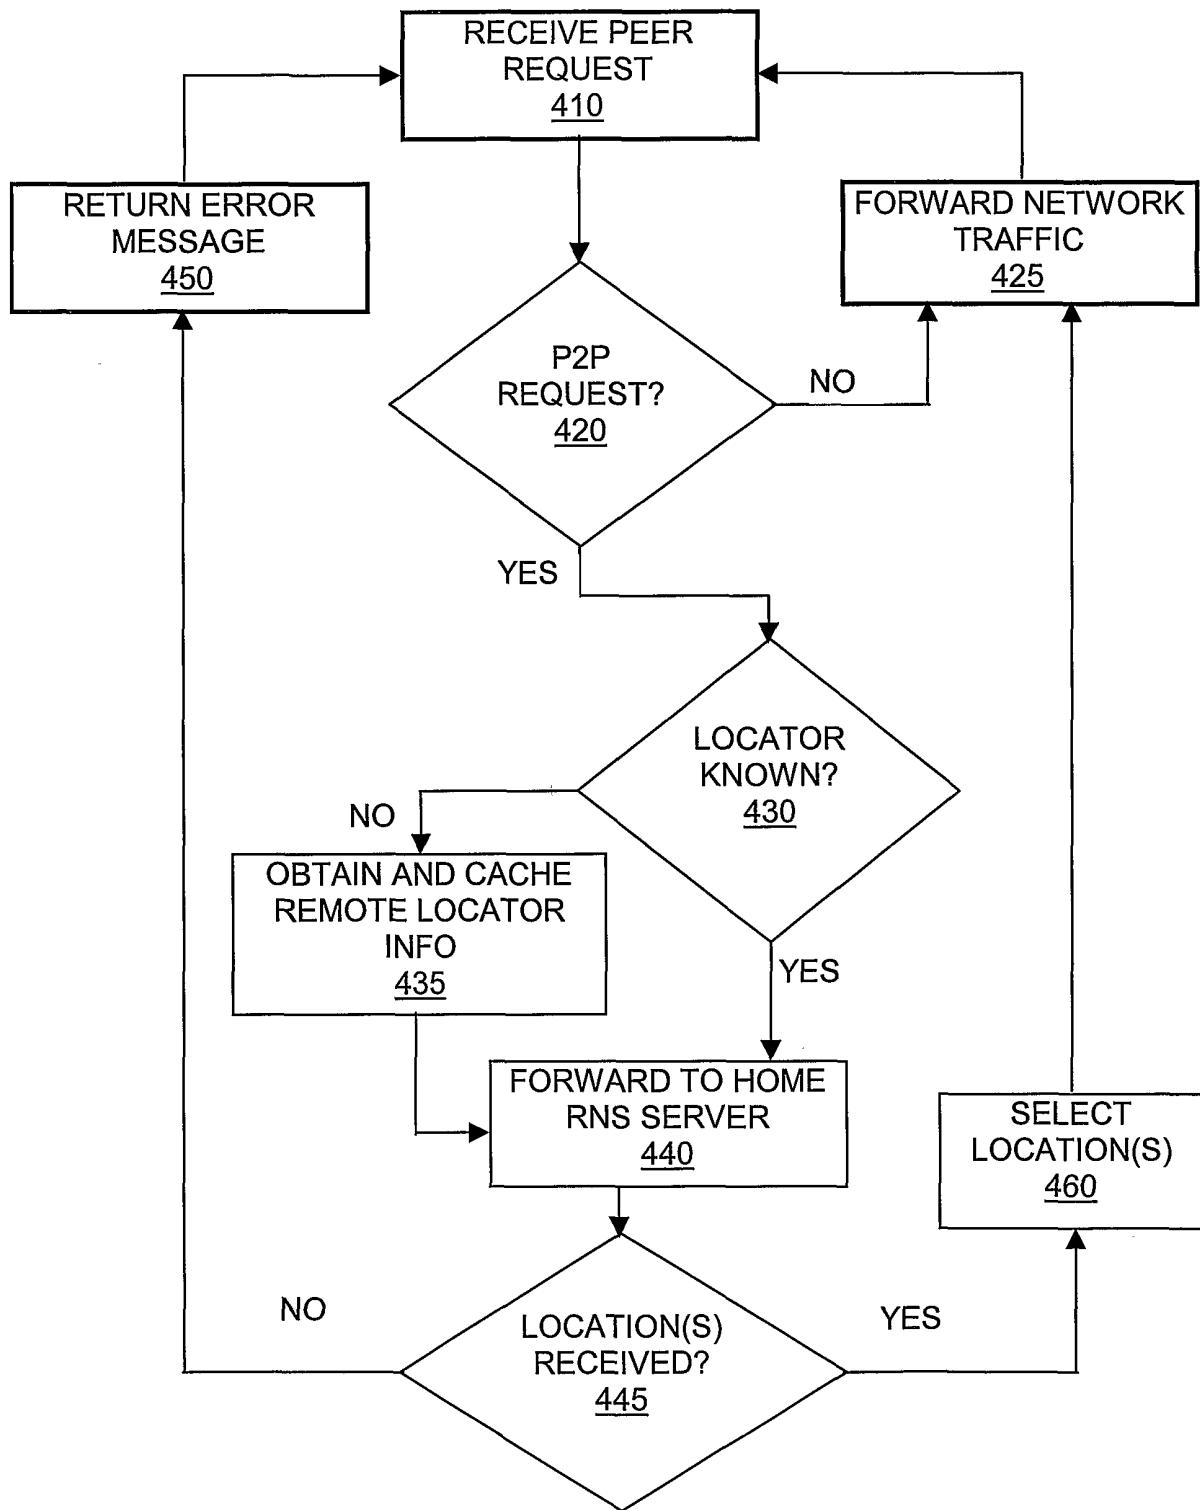 RECEIVE PEER
REQUEST
410
RETURN ERROR
MESSAGE
450
FORWARD NETWORK
TRAFFIC
425
P2P
REQUEST?
420
NO
YES
LOCATOR
KNOWN?
430
NO
OBTAIN AND CACHE
REMOTE LOCATOR
INFO
435
YES
FORWARD TO HOME
RNS SERVER
440
SELECT
LOCATION(S)
460
NO
LOCATION(S)
RECEIVED?
445
YES